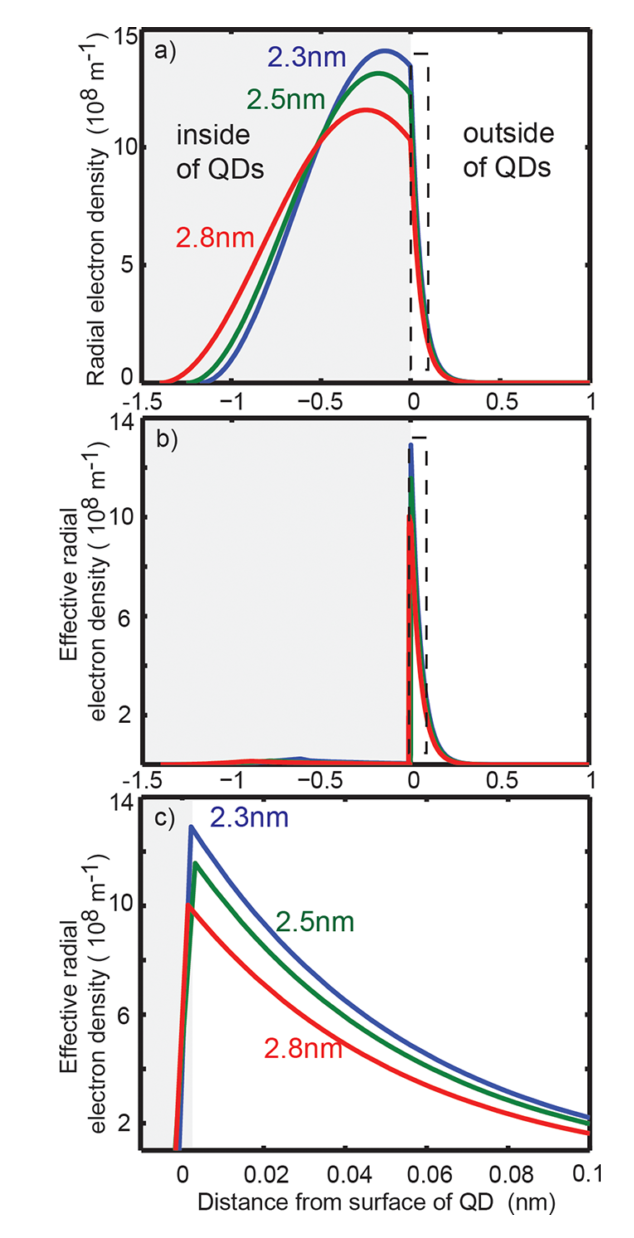 a)
Radial electron density (10⁸ m⁻¹)
15
10
5
0
2.3nm
2.5nm
2.8nm
inside
of QDs
outside
of QDs
-1.5 -1 −0.5 0 0.5 1
b)
Effective radial
electron density ( 10⁸ m⁻¹)
14
10
6
2
-1.5 -1 −0.5 0 0.5 1
c)
Effective radial
electron density ( 10⁸ m⁻¹)
14
10
6
2
2.3nm
2.5nm
2.8nm
0 0.02 0.04 0.06 0.08 0.1
Distance from surface of QD (nm)